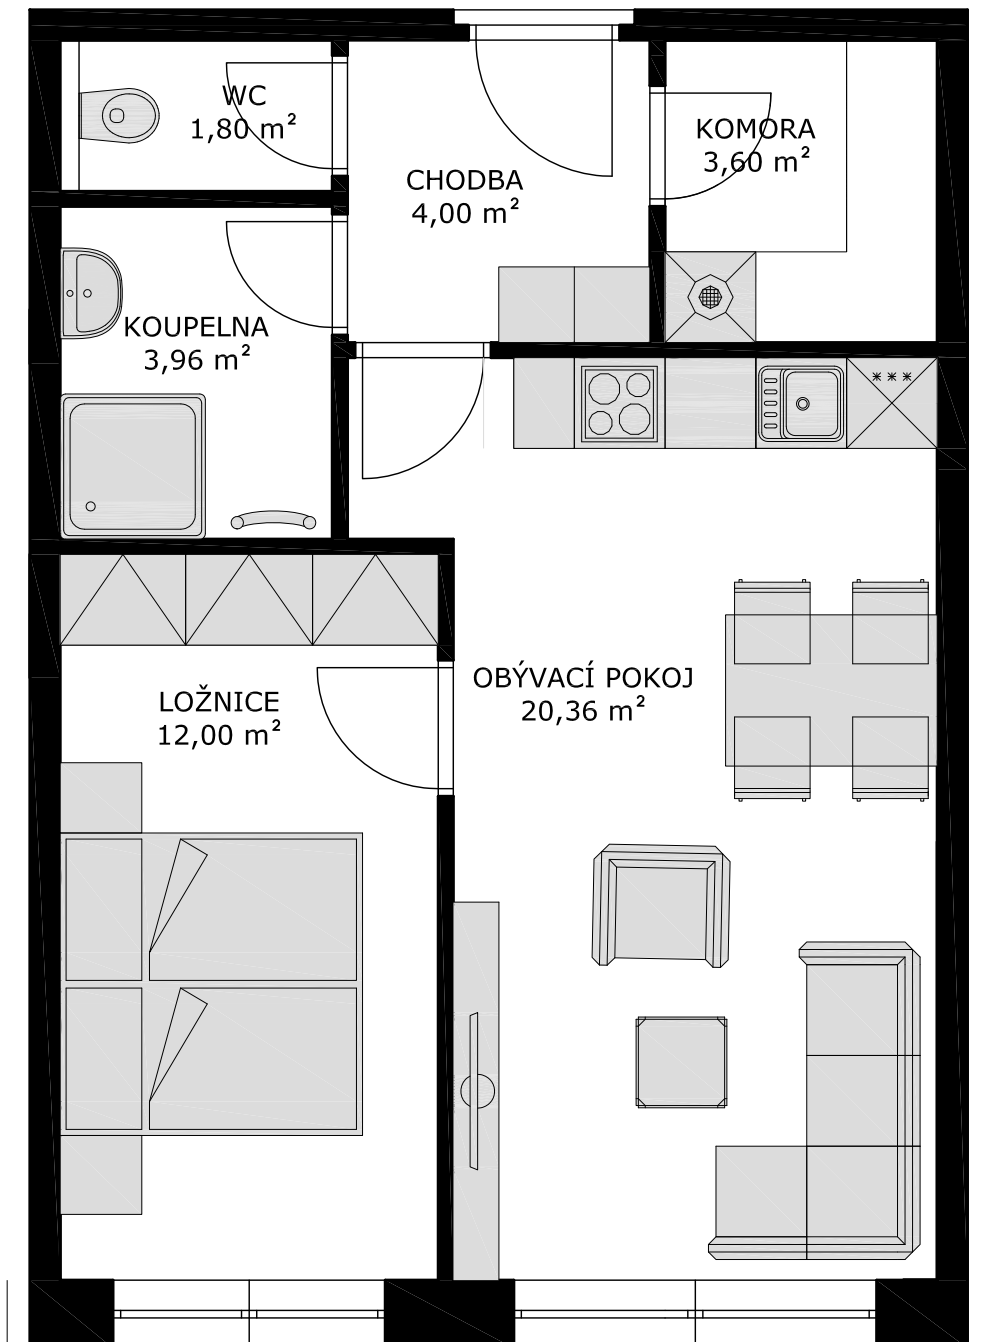 WC
1,80 m²
KOMORA
3,60 m²
CHODBA
4,00 m²
KOUPELNA
3,96 m²
OBÝVACÍ POKOJ
20,36 m²
LOŽNICE
12,00 m²